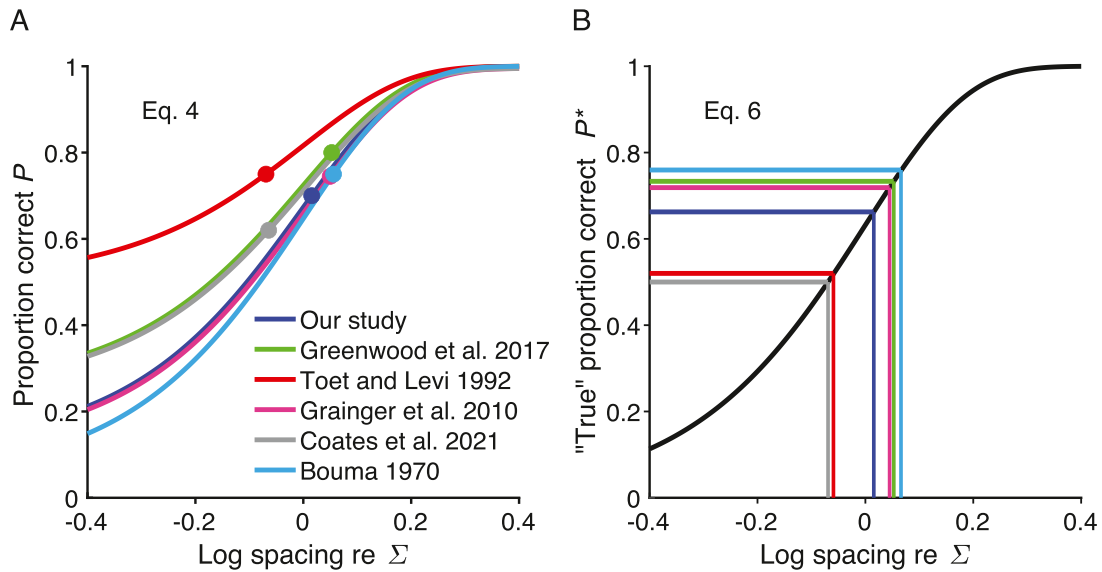 A
Proportion correct P
1
0.8
0.6
0.4
0.2
0
Eq. 4
Our study
Greenwood et al. 2017
Toet and Levi 1992
Grainger et al. 2010
Coates et al. 2021
Bouma 1970
-0.4 -0.2 0 0.2 0.4
Log spacing re Σ
B
"True" proportion correct P*
1
0.8
0.6
0.4
0.2
0
Eq. 6
-0.4 -0.2 0 0.2 0.4
Log spacing re Σ